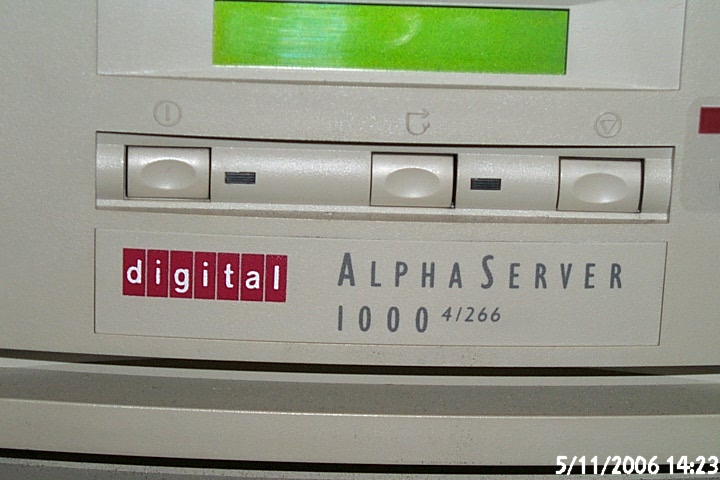 digital
ALPHASERVER
1000 4/266
5/11/2006 14:23